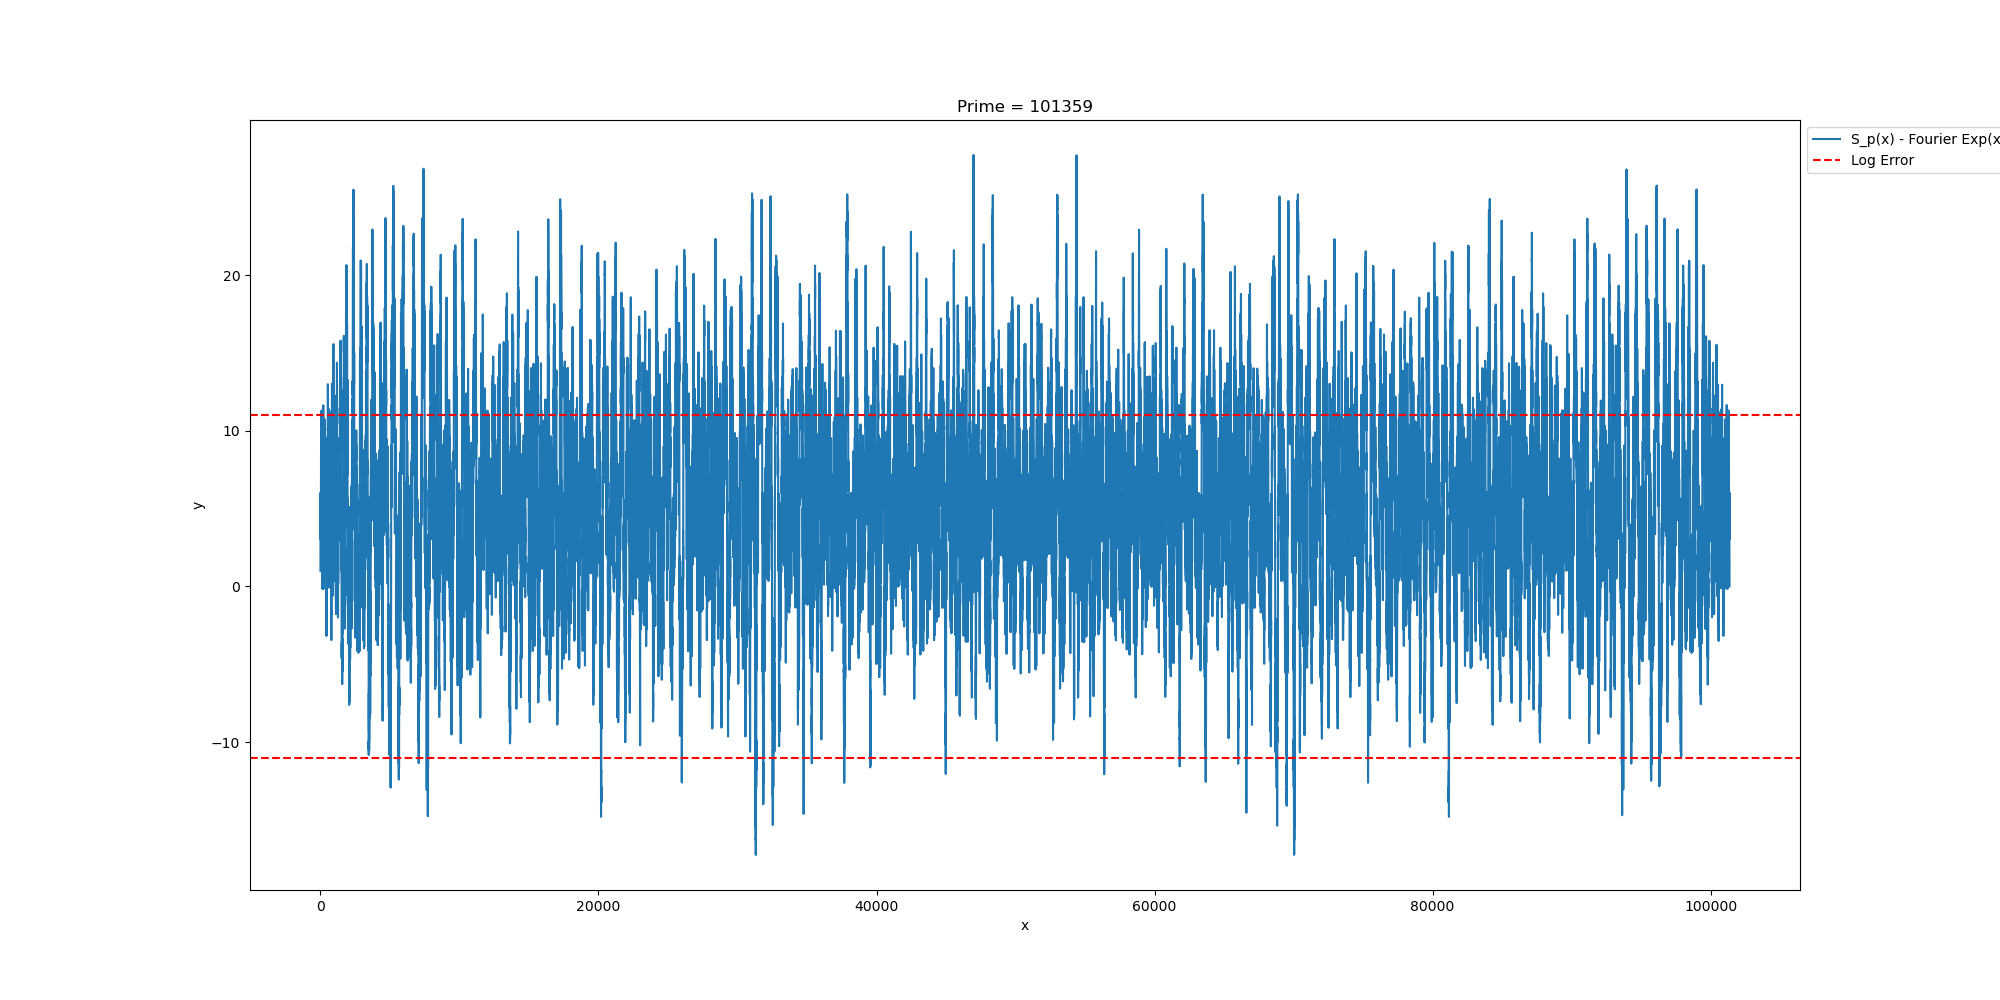 Prime = 101359
S_p(x) - Fourier Exp(x
Log Error
20
10
0
−10
y
0 20000 40000 60000 80000 100000
x